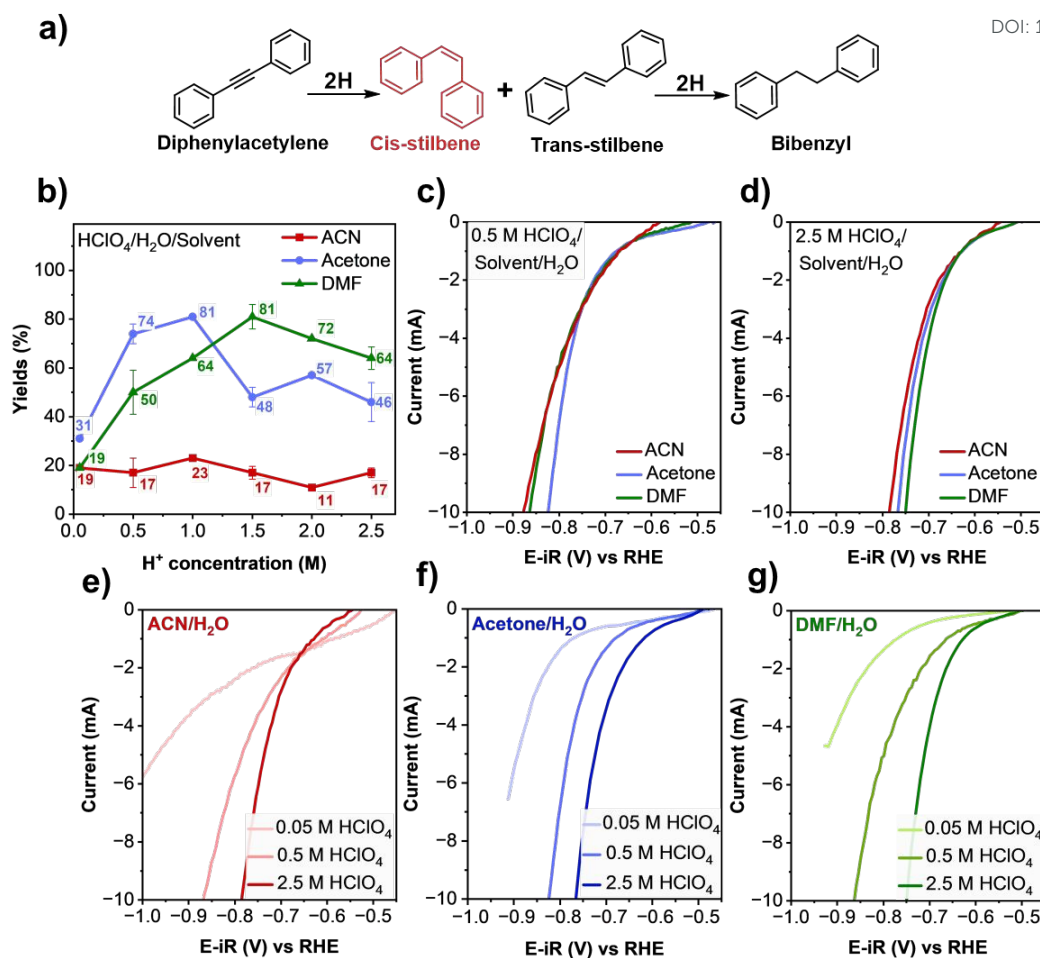 a)
DOI: 1
2H
+
2H
Diphenylacetylene
Cis-stilbene
Trans-stilbene
Bibenzyl
b)
HClO₄/H₂O/Solvent
ACN
Acetone
DMF
100
80
60
40
20
0
Yields (%)
31
74
81
48
57
46
19
50
64
81
72
64
19
17
23
17
11
17
0.0
0.5
1.0
1.5
2.0
2.5
H⁺ concentration (M)
c)
0.5 M HClO₄/
Solvent/H₂O
0
−2
−4
−6
−8
−10
Current (mA)
ACN
Acetone
DMF
−1.0
−0.9
−0.8
−0.7
−0.6
−0.5
E-iR (V) vs RHE
d)
2.5 M HClO₄/
Solvent/H₂O
0
−2
−4
−6
−8
−10
Current (mA)
ACN
Acetone
DMF
−1.0
−0.9
−0.8
−0.7
−0.6
−0.5
E-iR (V) vs RHE
e)
ACN/H₂O
0
−2
−4
−6
−8
−10
Current (mA)
0.05 M HClO₄
0.5 M HClO₄
2.5 M HClO₄
-1.0
-0.9
-0.8
-0.7
-0.6
-0.5
E-iR (V) vs RHE
f)
Acetone/H₂O
0
−2
−4
−6
−8
−10
Current (mA)
0.05 M HClO₄
0.5 M HClO₄
2.5 M HClO₄
−1.0
−0.9
−0.8
−0.7
−0.6
−0.5
E-iR (V) vs RHE
g)
DMF/H₂O
0
−2
−4
−6
−8
−10
Current (mA)
0.05 M HClO₄
0.5 M HClO₄
2.5 M HClO₄
−1.0
−0.9
−0.8
−0.7
−0.6
−0.5
E-iR (V) vs RHE